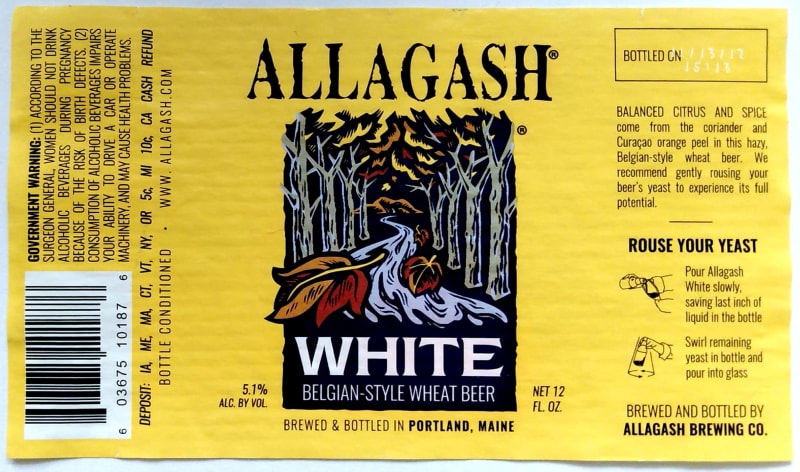 GOVERNMENT WARNING: (1) ACCORDING TO THE
SURGEON GENERAL, WOMEN SHOULD NOT DRINK
ALCOHOLIC BEVERAGES DURING PREGNANCY
BECAUSE OF THE RISK OF BIRTH DEFECTS. (2)
CONSUMPTION OF ALCOHOLIC BEVERAGES IMPAIRS
YOUR ABILITY TO DRIVE A CAR OR OPERATE
MACHINERY, AND MAY CAUSE HEALTH PROBLEMS.
DEPOSIT: IA, ME, MA, CT, VT, NY, OR 5¢, MI 10¢, CA CASH REFUND
BOTTLE CONDITIONED • WWW.ALLAGASH.COM
6 03675 10187 6
ALLAGASH®
®
WHITE
BELGIAN-STYLE WHEAT BEER
5.1%
ALC. BY VOL.
NET 12
FL. OZ.
BREWED & BOTTLED IN PORTLAND, MAINE
BOTTLED ON
BALANCED CITRUS AND SPICE
come from the coriander and
Curaçao orange peel in this hazy,
Belgian-style wheat beer. We
recommend gently rousing your
beer's yeast to experience its full
potential.
ROUSE YOUR YEAST
Pour Allagash
White slowly,
saving last inch of
liquid in the bottle
Swirl remaining
yeast in bottle and
pour into glass
BREWED AND BOTTLED BY
ALLAGASH BREWING CO.